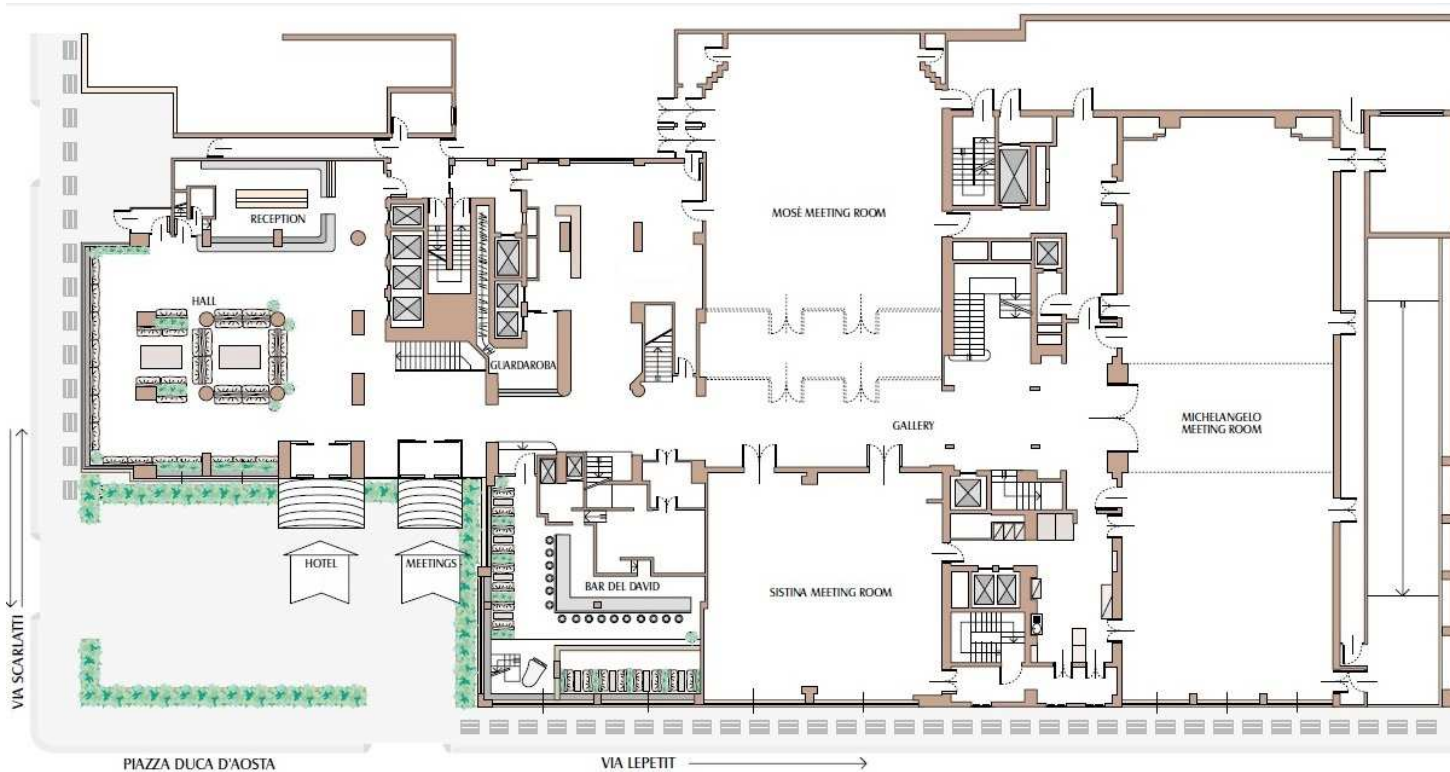 RECEPTION
MOSÈ MEETING ROOM
HALL
GUARDAROBA
GALLERY
MICHELANGELO
MEETING ROOM
HOTEL
MEETINGS
BAR DEL DAVID
SISTINA MEETING ROOM
VIA SCARLATTI
PIAZZA DUCA D'AOSTA
VIA LEPETIT